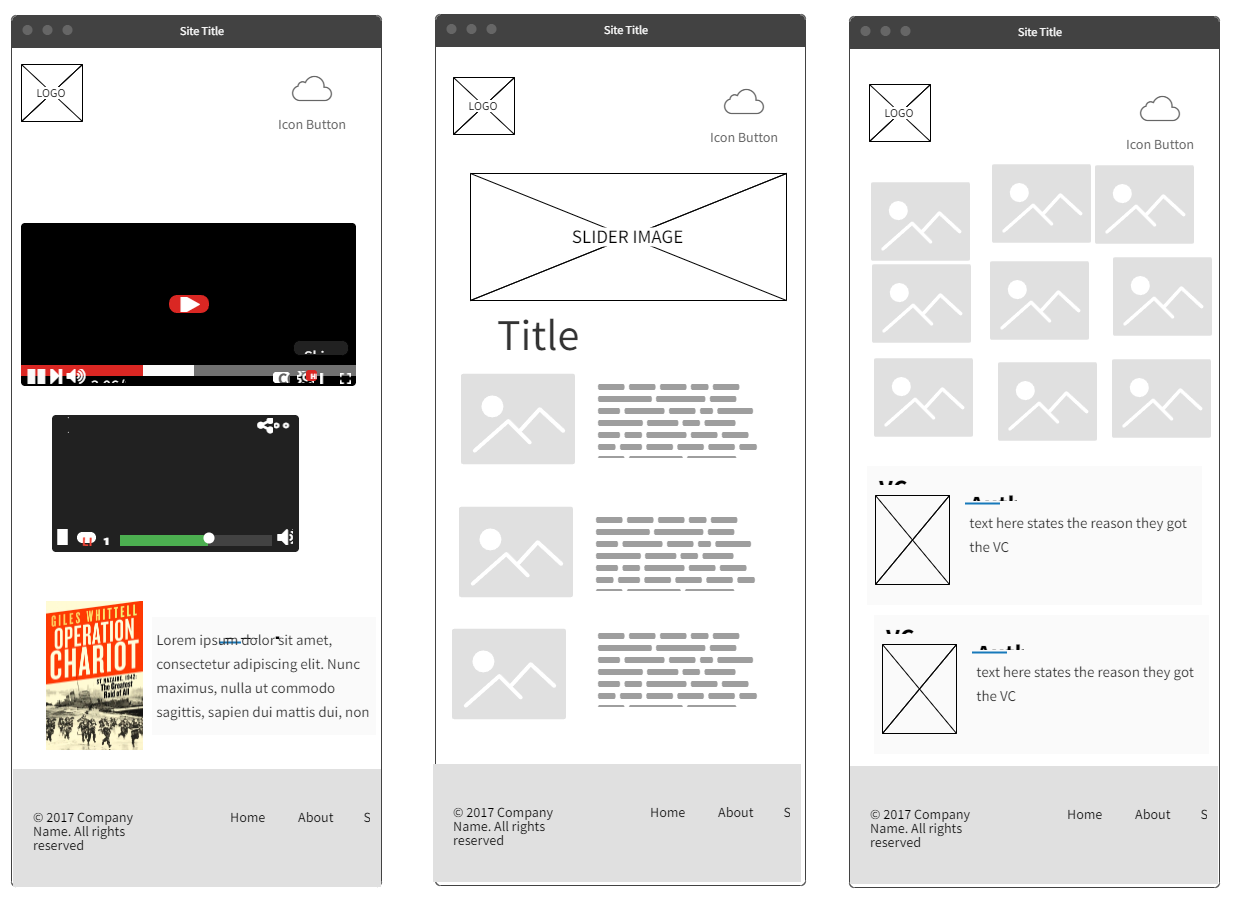 Site Title
LOGO
Icon Button
GILES WHITTELL
OPERATION
CHARIOT
ST NAZAIRE, 1942:
The Greatest
Raid of All
Lorem ipsum dolor sit amet,
consectetur adipiscing elit. Nunc
maximus, nulla ut commodo
sagittis, sapien dui mattis dui, non
© 2017 Company
Name. All rights
reserved
Home About S
Site Title
LOGO
Icon Button
SLIDER IMAGE
Title
© 2017 Company
Name. All rights
reserved
Home About S
Site Title
LOGO
Icon Button
VC
text here states the reason they got
the VC
VC
text here states the reason they got
the VC
© 2017 Company
Name. All rights
reserved
Home About S